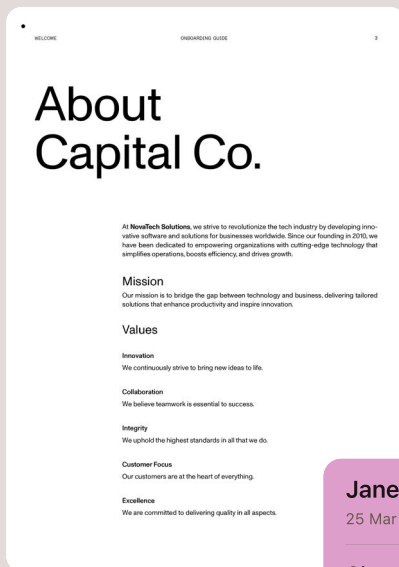 WELCOME
ONBOARDING GUIDE
2
About
Capital Co.
At NovaTech Solutions, we strive to revolutionize the tech industry by developing inno-
vative software and solutions for businesses worldwide. Since our founding in 2010, we
have been dedicated to empowering organizations with cutting-edge technology that
simplifies operations, boosts efficiency, and drives growth.
Mission
Our mission is to bridge the gap between technology and business, delivering tailored
solutions that enhance productivity and inspire innovation.
Values
Innovation
We continuously strive to bring new ideas to life.
Collaboration
We believe teamwork is essential to success.
Integrity
We uphold the highest standards in all that we do.
Customer Focus
Our customers are at the heart of everything.
Excellence
We are committed to delivering quality in all aspects.
Jane
25 Mar